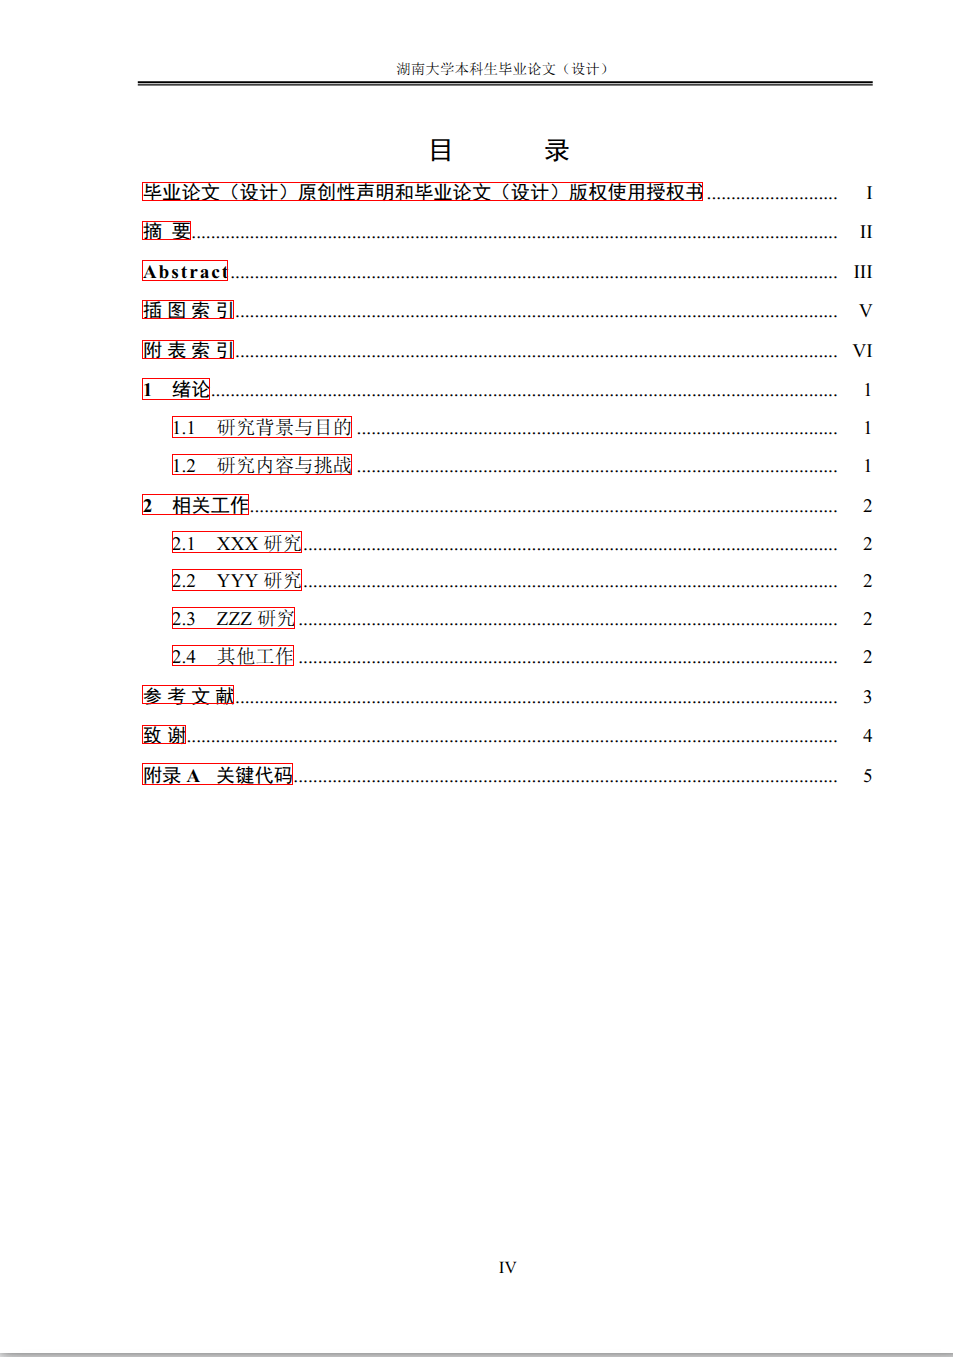 湖南大学本科生毕业论文（设计）
目 录
毕业论文（设计）原创性声明和毕业论文（设计）版权使用授权书 ........................... I
摘 要 ........................... II
Abstract ........................... III
插 图 索 引 ........................... V
附 表 索 引 ........................... VI
1 绪论 ........................... 1
1.1 研究背景与目的 ........................... 1
1.2 研究内容与挑战 ........................... 1
2 相关工作 ........................... 2
2.1 XXX 研究 ........................... 2
2.2 YYY 研究 ........................... 2
2.3 ZZZ 研究 ........................... 2
2.4 其他工作 ........................... 2
参 考 文 献 ........................... 3
致 谢 ........................... 4
附录 A 关键代码 ........................... 5
IV